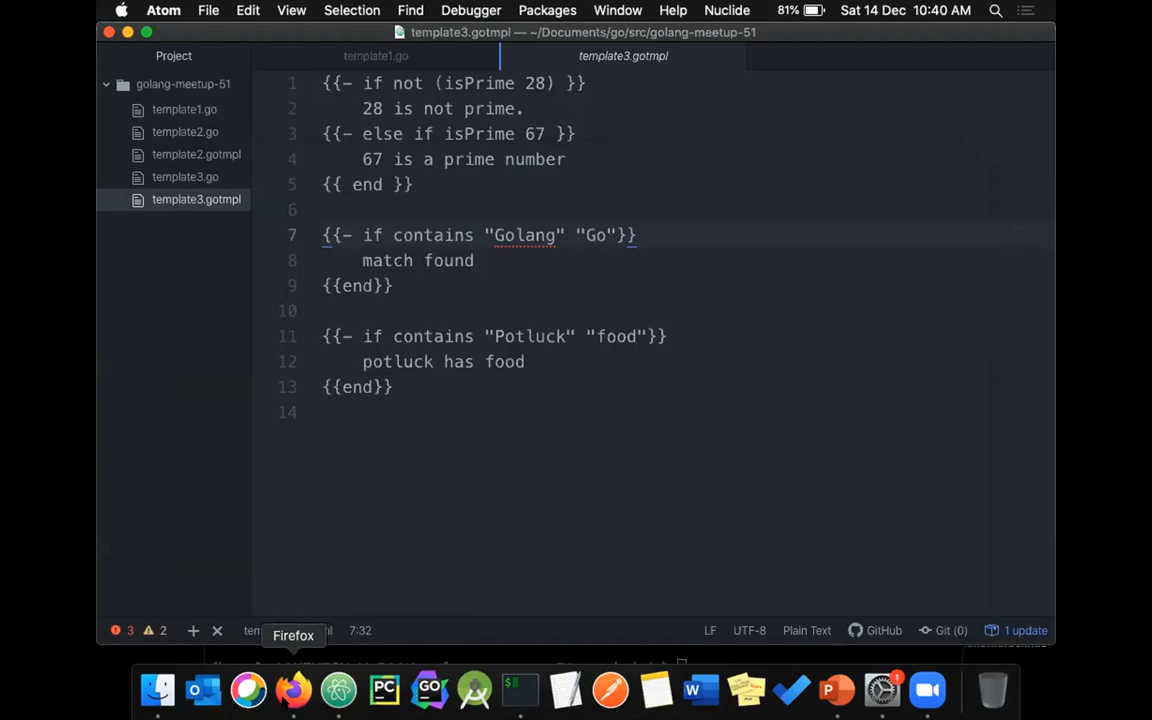 Atom File Edit View Selection Find Debugger Packages Window Help Nuclide 81% Sat 14 Dec 10:40 AM
template3.gotmpl — ~/Documents/go/src/golang-meetup-51
Project template1.go template3.gotmpl
golang-meetup-51
template1.go
template2.go
template2.gotmpl
template3.go
template3.gotmpl
1 {{- if not (isPrime 28) }}
2 28 is not prime.
3 {{- else if isPrime 67 }}
4 67 is a prime number
5 {{ end }}
6
7 {{- if contains "Golang" "Go"}}
8 match found
9 {{end}}
10
11 {{- if contains "Potluck" "food"}}
12 potluck has food
13 {{end}}
14
3 2 7:32 LF UTF-8 Plain Text GitHub Git (0) 1 update
Firefox
PC GO $ W P 1